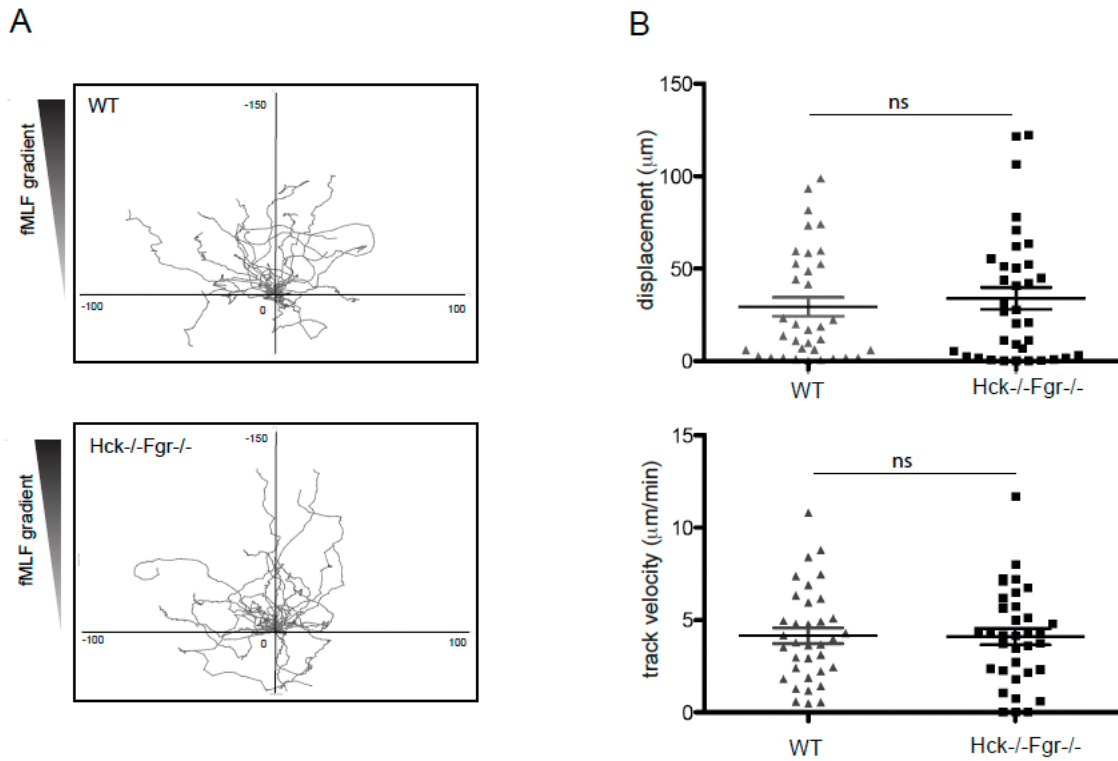 A
B
WT
-150
fMLF gradient
-100
0
100
Hck-/-Fgr-/-
-150
fMLF gradient
-100
0
100
150
ns
displacement (μm)
100
50
0
WT
Hck-/-Fgr-/-
15
ns
track velocity (μm/min)
10
5
0
WT
Hck-/-Fgr-/-